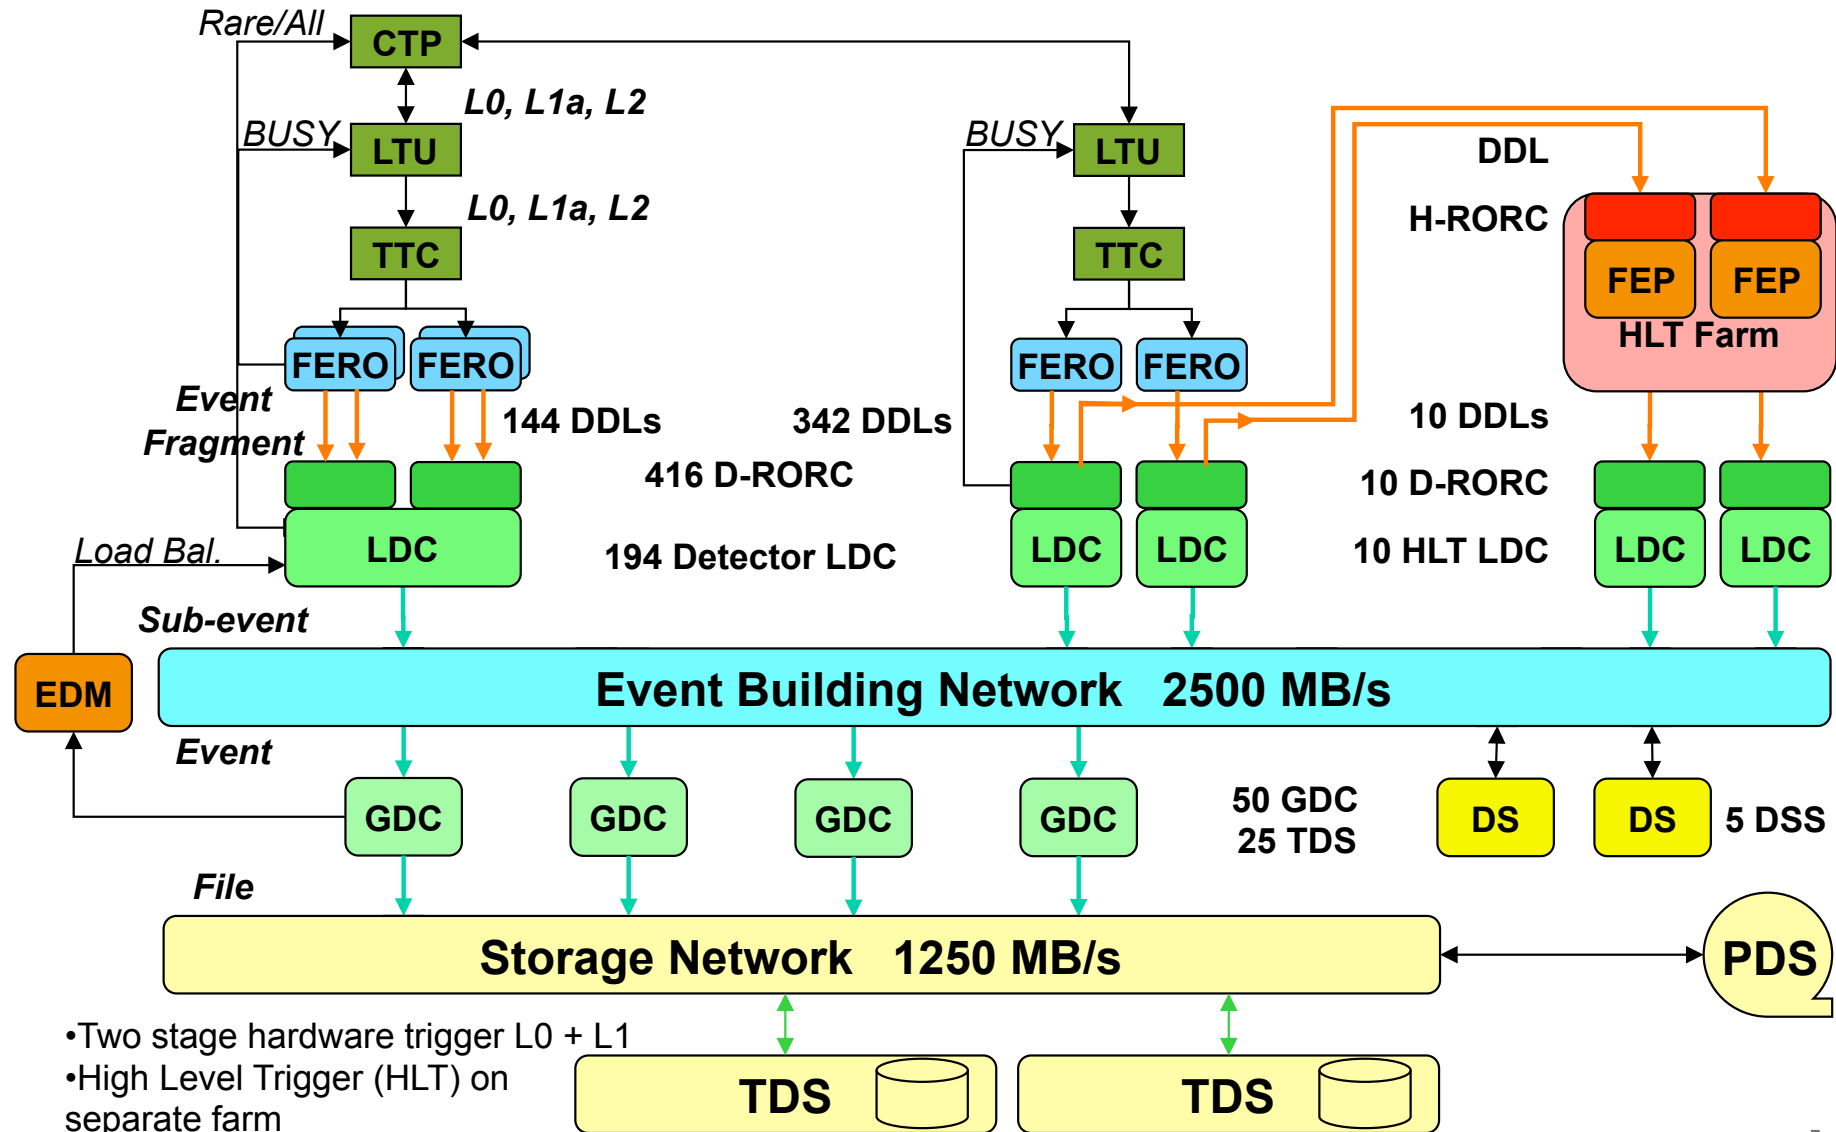 Rare/All
CTP
L0, L1a, L2
BUSY
LTU
BUSY
LTU
DDL
L0, L1a, L2
H-RORC
TTC
TTC
FEP
FEP
HLT Farm
FERO
FERO
FERO
FERO
Event
Fragment
144 DDLs
342 DDLs
10 DDLs
416 D-RORC
10 D-RORC
Load Bal.
LDC
194 Detector LDC
LDC
LDC
10 HLT LDC
LDC
LDC
Sub-event
EDM
Event Building Network 2500 MB/s
Event
GDC
GDC
GDC
GDC
50 GDC
25 TDS
DS
DS
5 DSS
File
Storage Network 1250 MB/s
PDS
•Two stage hardware trigger L0 + L1
•High Level Trigger (HLT) on
separate farm
TDS
TDS